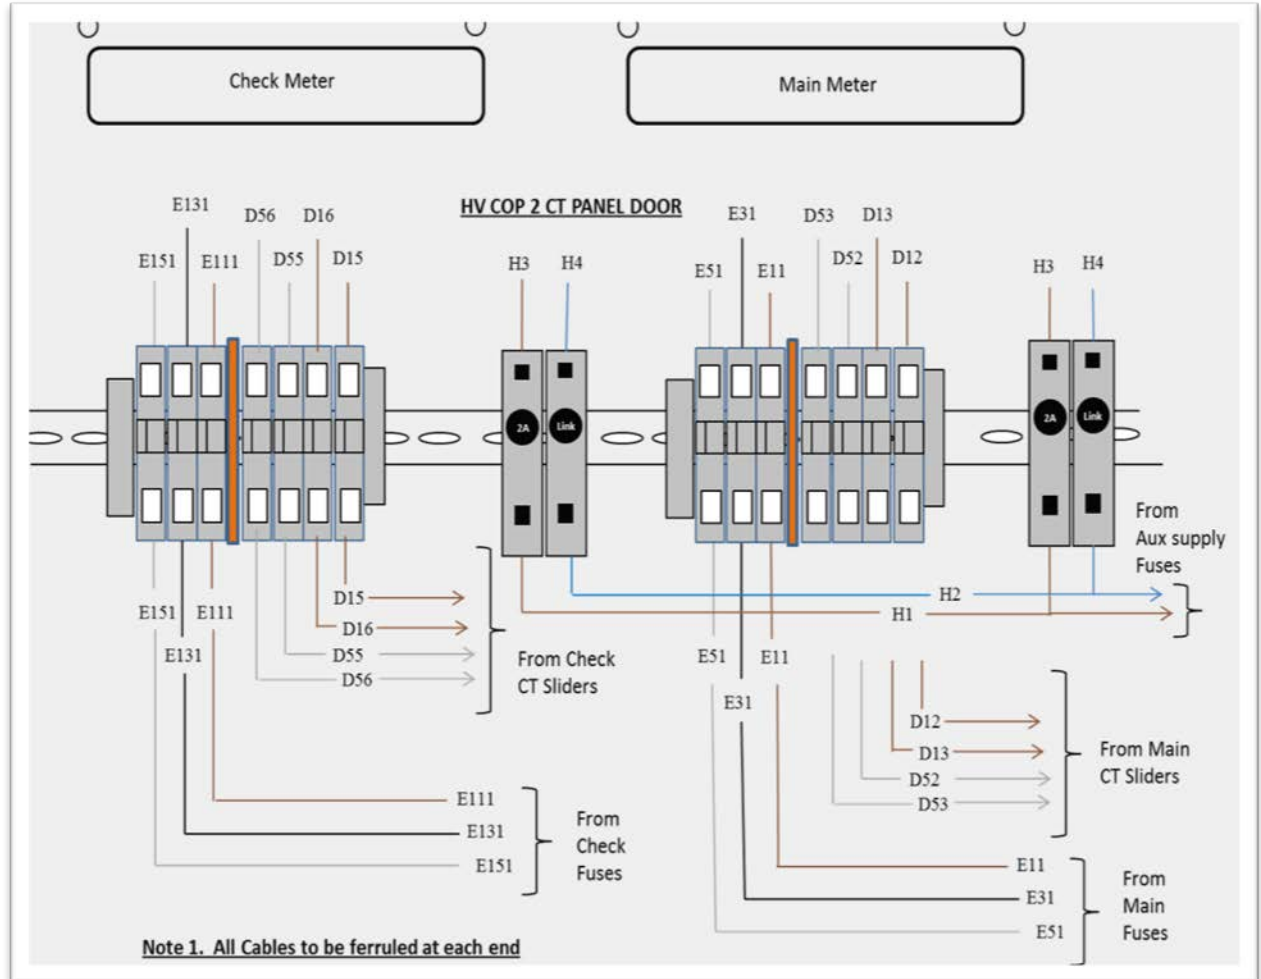 Check Meter
Main Meter
HV COP 2 CT PANEL DOOR
E131
D56
D16
E151
E111
D55
D15
H3
H4
E31
D53
D13
E51
E11
D52
D12
H3
H4
2A
Link
2A
Link
From
Aux supply
Fuses
H2
H1
E151
E111
E131
D15
D16
D55
D56
From Check
CT Sliders
E51
E11
E31
D12
D13
D52
D53
From Main
CT Sliders
E111
E131
E151
From
Check
Fuses
E11
E31
E51
From
Main
Fuses
Note 1. All Cables to be ferruled at each end